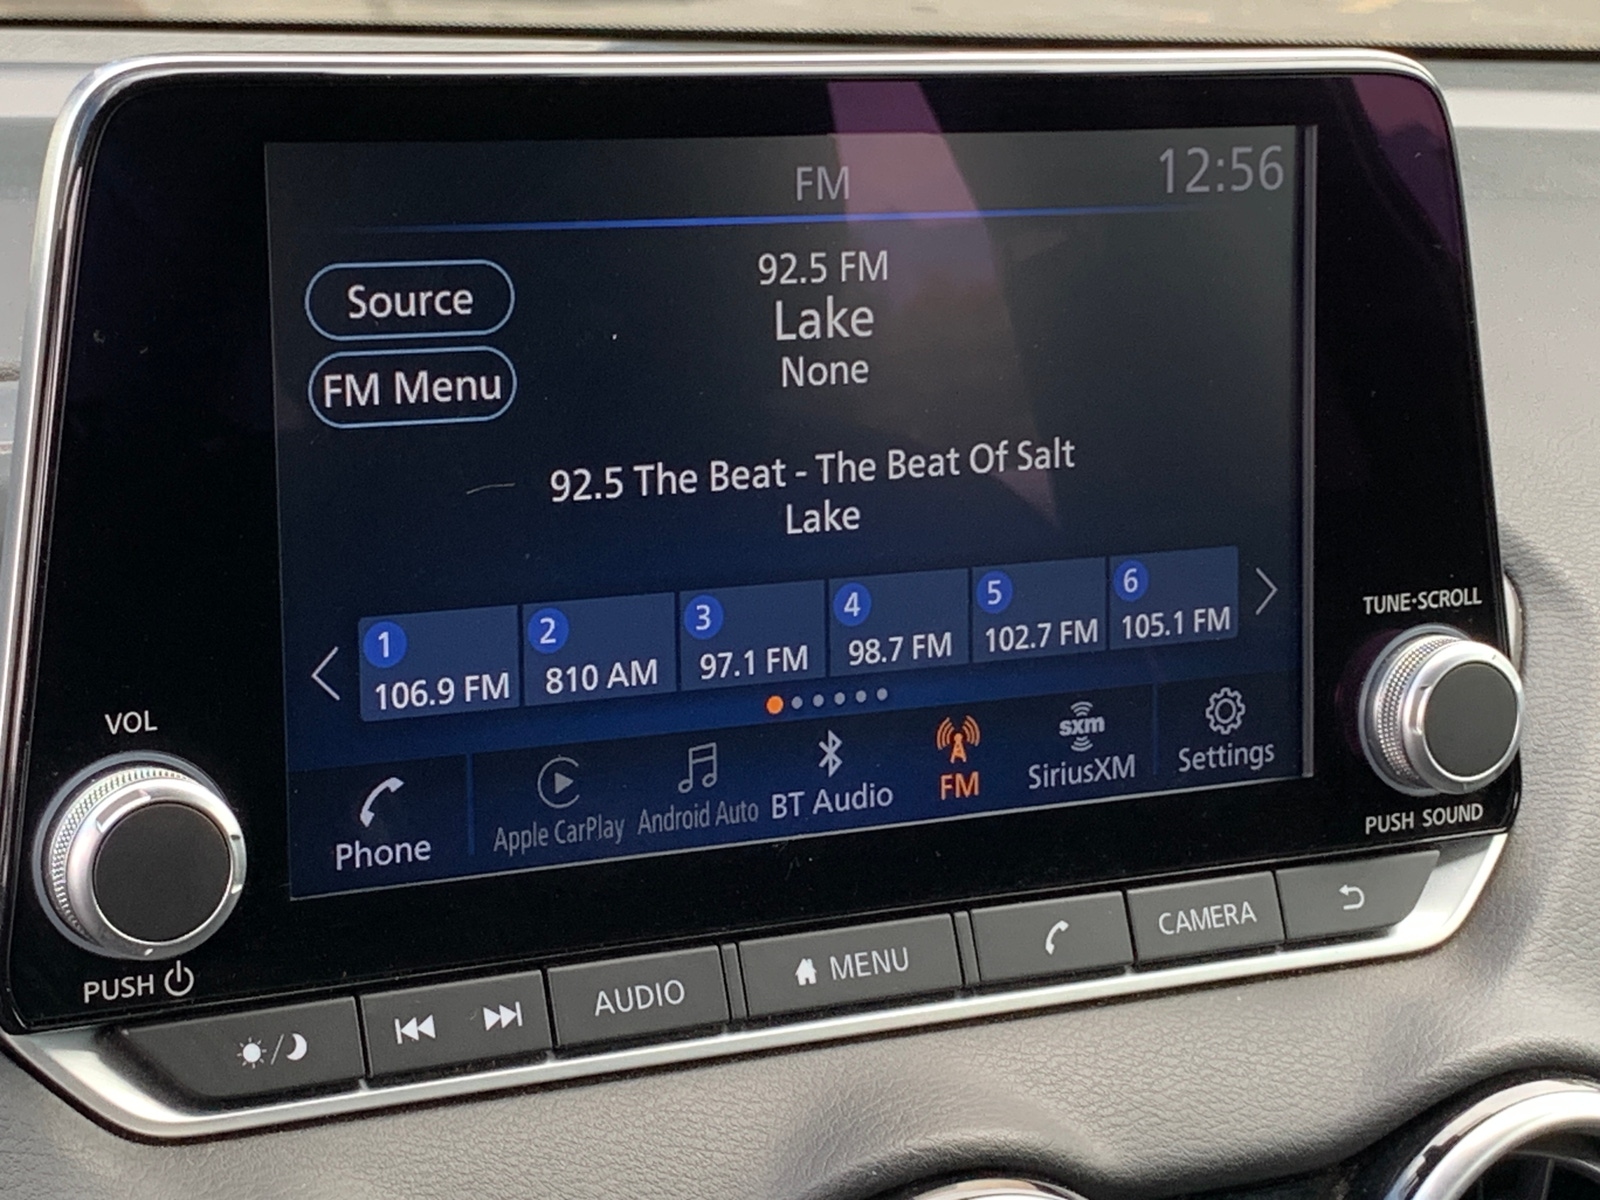 FM
12:56
Source
FM Menu
92.5 FM
Lake
None
92.5 The Beat - The Beat Of Salt
Lake
1
106.9 FM
2
810 AM
3
97.1 FM
4
98.7 FM
5
102.7 FM
6
105.1 FM
Phone
Apple CarPlay
Android Auto
BT Audio
FM
sxm
SiriusXM
Settings
VOL
PUSH
TUNE·SCROLL
PUSH SOUND
AUDIO
MENU
CAMERA